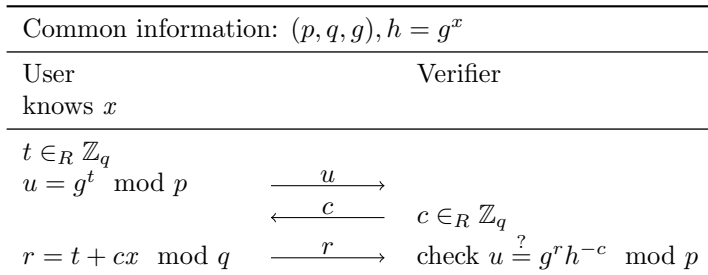 Common information: (p, q, g), h = g^x
User Verifier
knows x
t ∈_R ℤ_q
u = g^t mod p u
c c ∈_R ℤ_q
r = t + cx mod q r check u ≟ g^r h^{-c} mod p